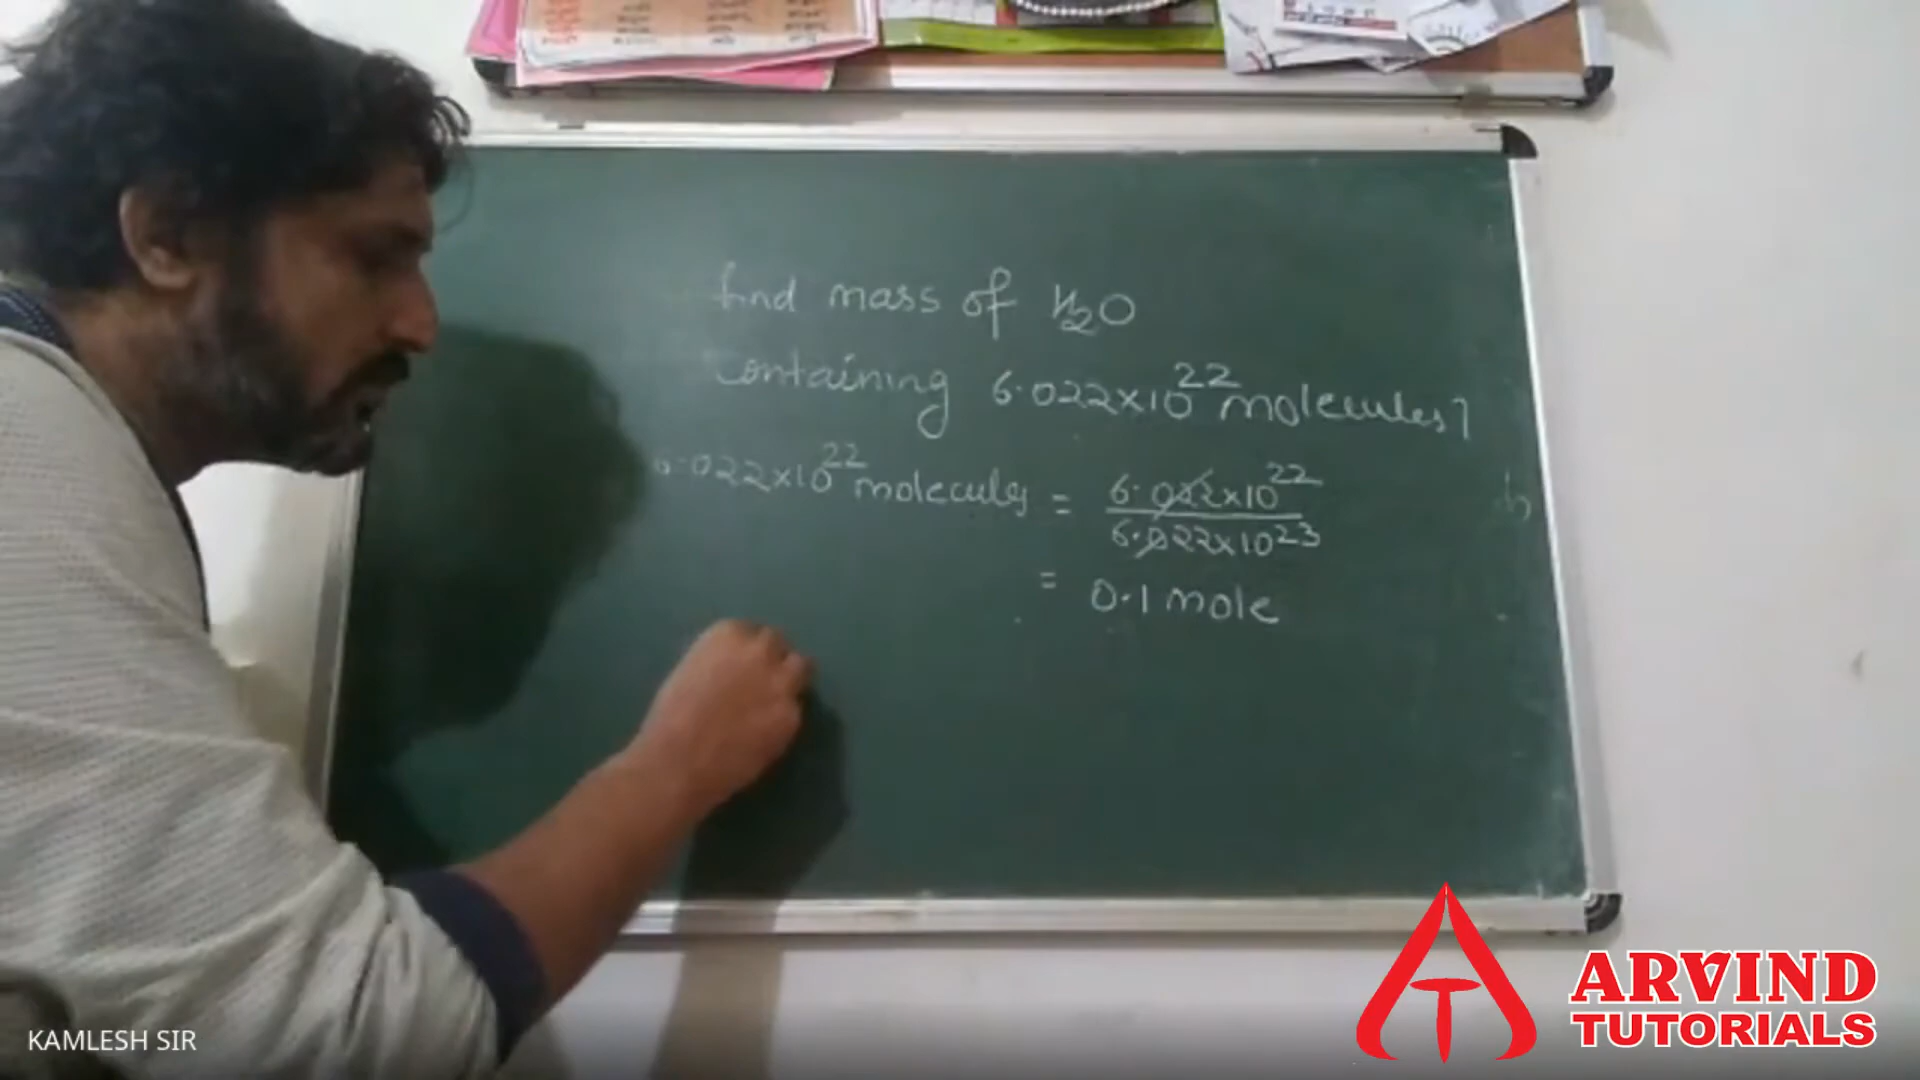 find mass of H2O
containing 6.022x10^22 molecules?
6.022x10^22 molecules = 6.022x10^22
6.022x10^23
= 0.1 mole
KAMLESH SIR
ARVIND
TUTORIALS